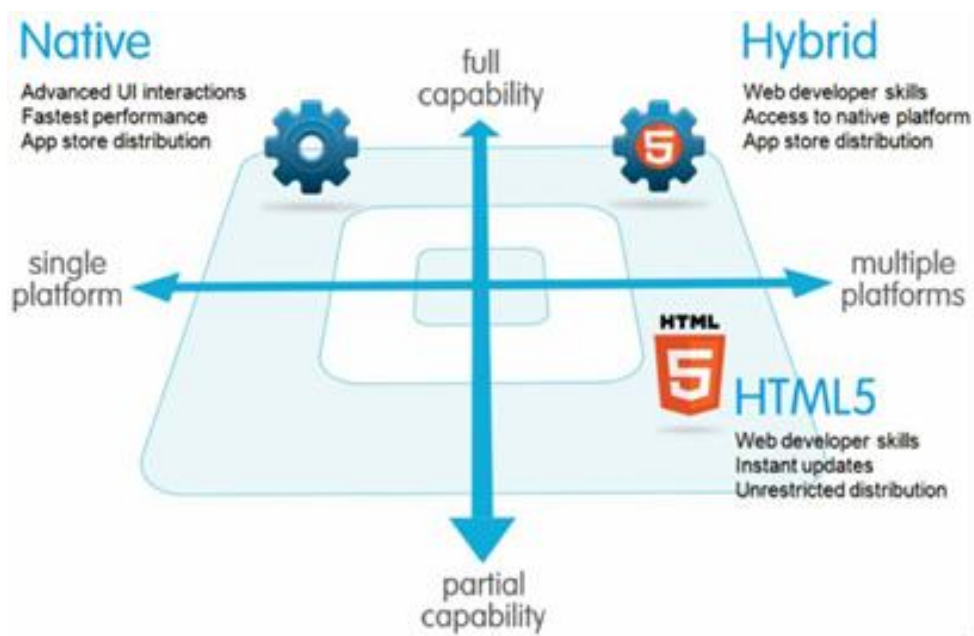 Native
Advanced UI interactions
Fastest performance
App store distribution
full
capability
Hybrid
Web developer skills
Access to native platform
App store distribution
5
single
platform
multiple
platforms
HTML
5
HTML5
Web developer skills
Instant updates
Unrestricted distribution
partial
capability